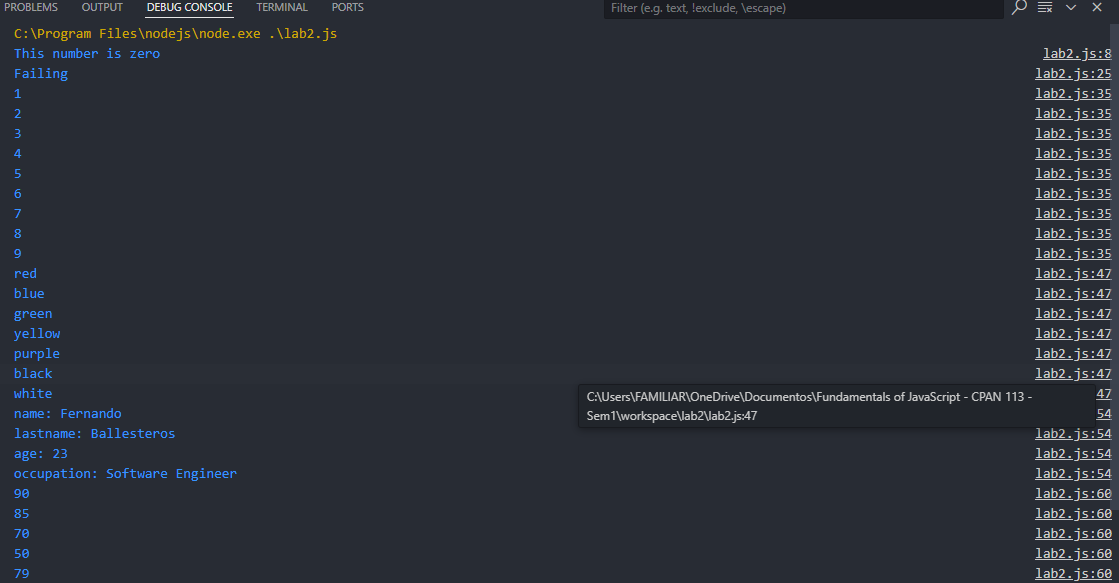 PROBLEMS OUTPUT DEBUG CONSOLE TERMINAL PORTS Filter (e.g. text, !exclude, \escape)
C:\Program Files\nodejs\node.exe .\lab2.js
This number is zero lab2.js:8
Failing lab2.js:25
1 lab2.js:35
2 lab2.js:35
3 lab2.js:35
4 lab2.js:35
5 lab2.js:35
6 lab2.js:35
7 lab2.js:35
8 lab2.js:35
9 lab2.js:35
red lab2.js:47
blue lab2.js:47
green lab2.js:47
yellow lab2.js:47
purple lab2.js:47
black lab2.js:47
white 47
C:\Users\FAMILIAR\OneDrive\Documentos\Fundamentals of JavaScript - CPAN 113 -
Sem1\workspace\lab2\lab2.js:47
name: Fernando 54
lastname: Ballesteros lab2.js:54
age: 23 lab2.js:54
occupation: Software Engineer lab2.js:54
90 lab2.js:60
85 lab2.js:60
70 lab2.js:60
50 lab2.js:60
79 lab2.js:60